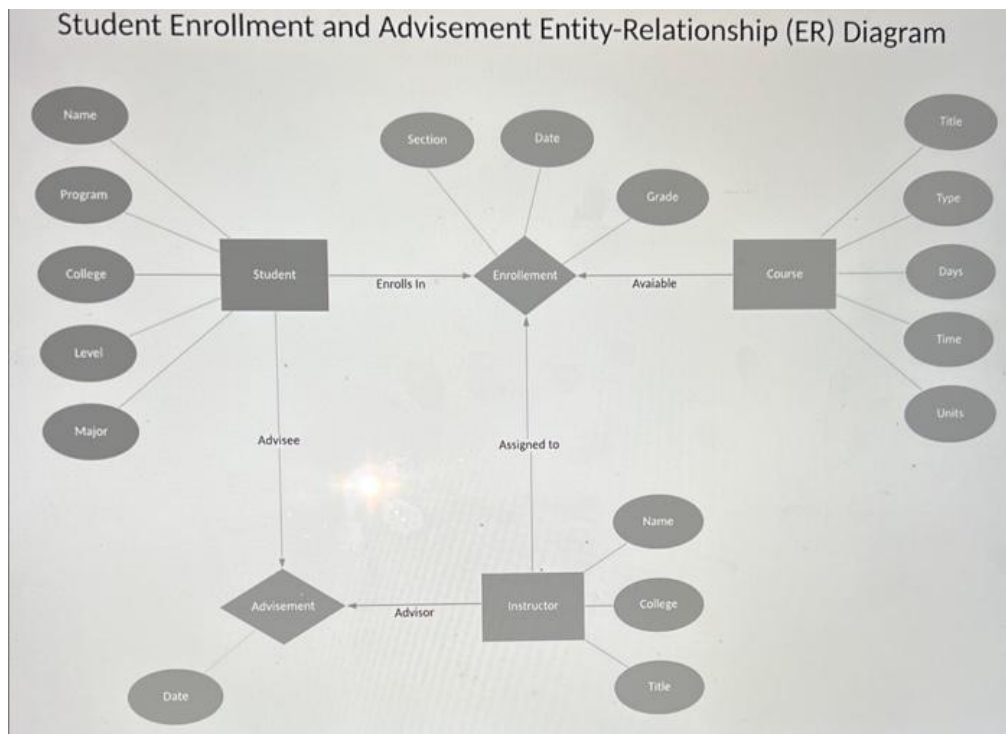 Student Enrollment and Advisement Entity-Relationship (ER) Diagram
Name
Program
College
Level
Major
Student
Section
Date
Grade
Enrolls In
Enrollement
Avaiable
Course
Title
Type
Days
Time
Units
Advisee
Assigned to
Advisement
Advisor
Instructor
Name
College
Title
Date